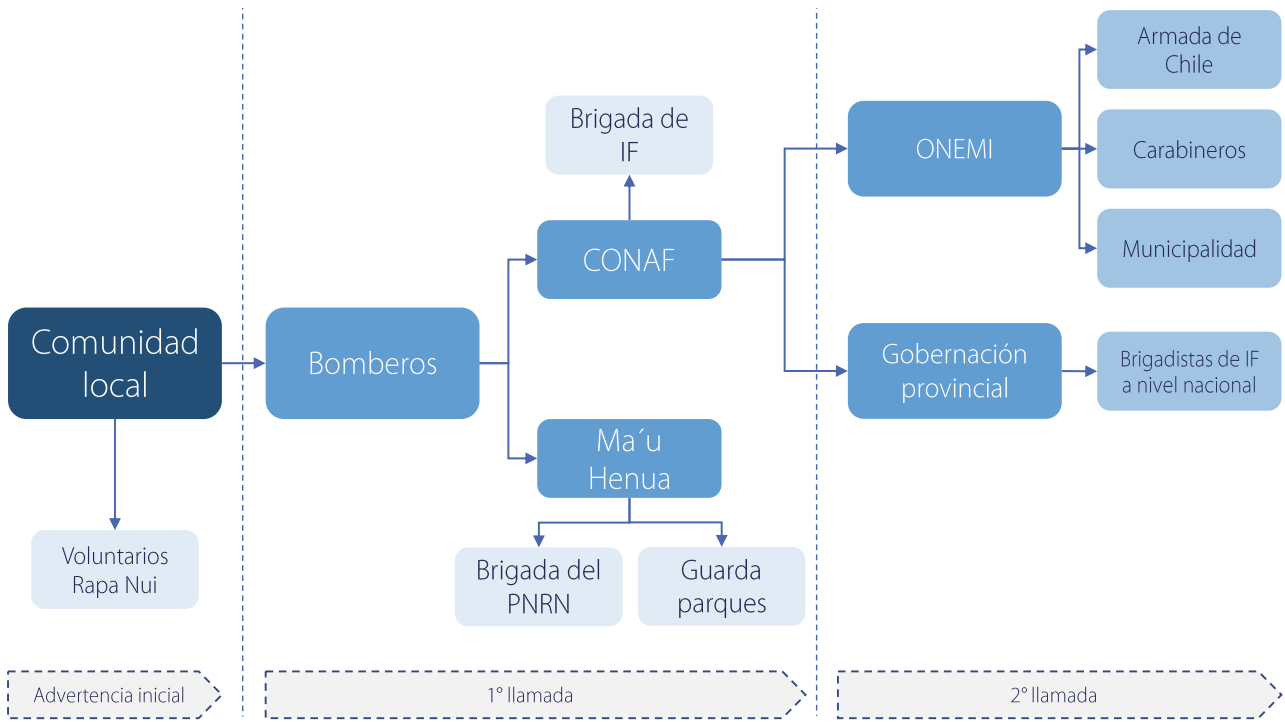 Comunidad
local
Voluntarios
Rapa Nui
Bomberos
Brigada de
IF
CONAF
Ma´u
Henua
Brigada del
PNRN
Guarda
parques
ONEMI
Gobernación
provincial
Armada de
Chile
Carabineros
Municipalidad
Brigadistas de IF
a nivel nacional
Advertencia inicial
1° llamada
2° llamada